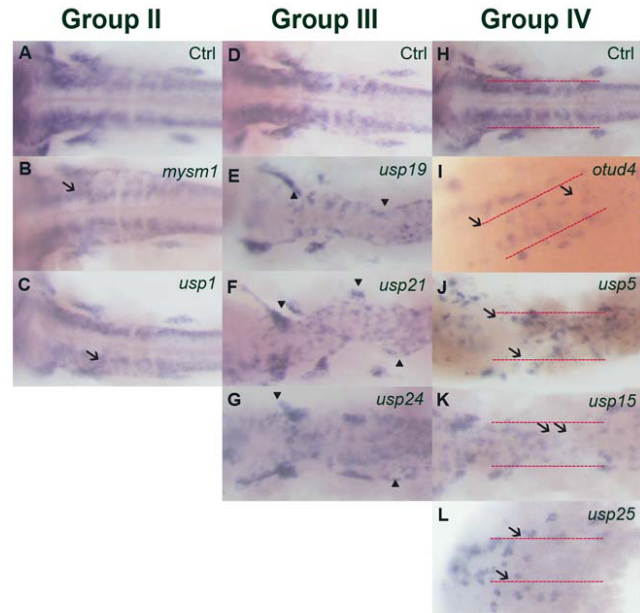 Group II Group III Group IV
A Ctrl D Ctrl H Ctrl
B mysm1 E usp19 I otud4
C usp1 F usp21 J usp5
G usp24 K usp15
L usp25